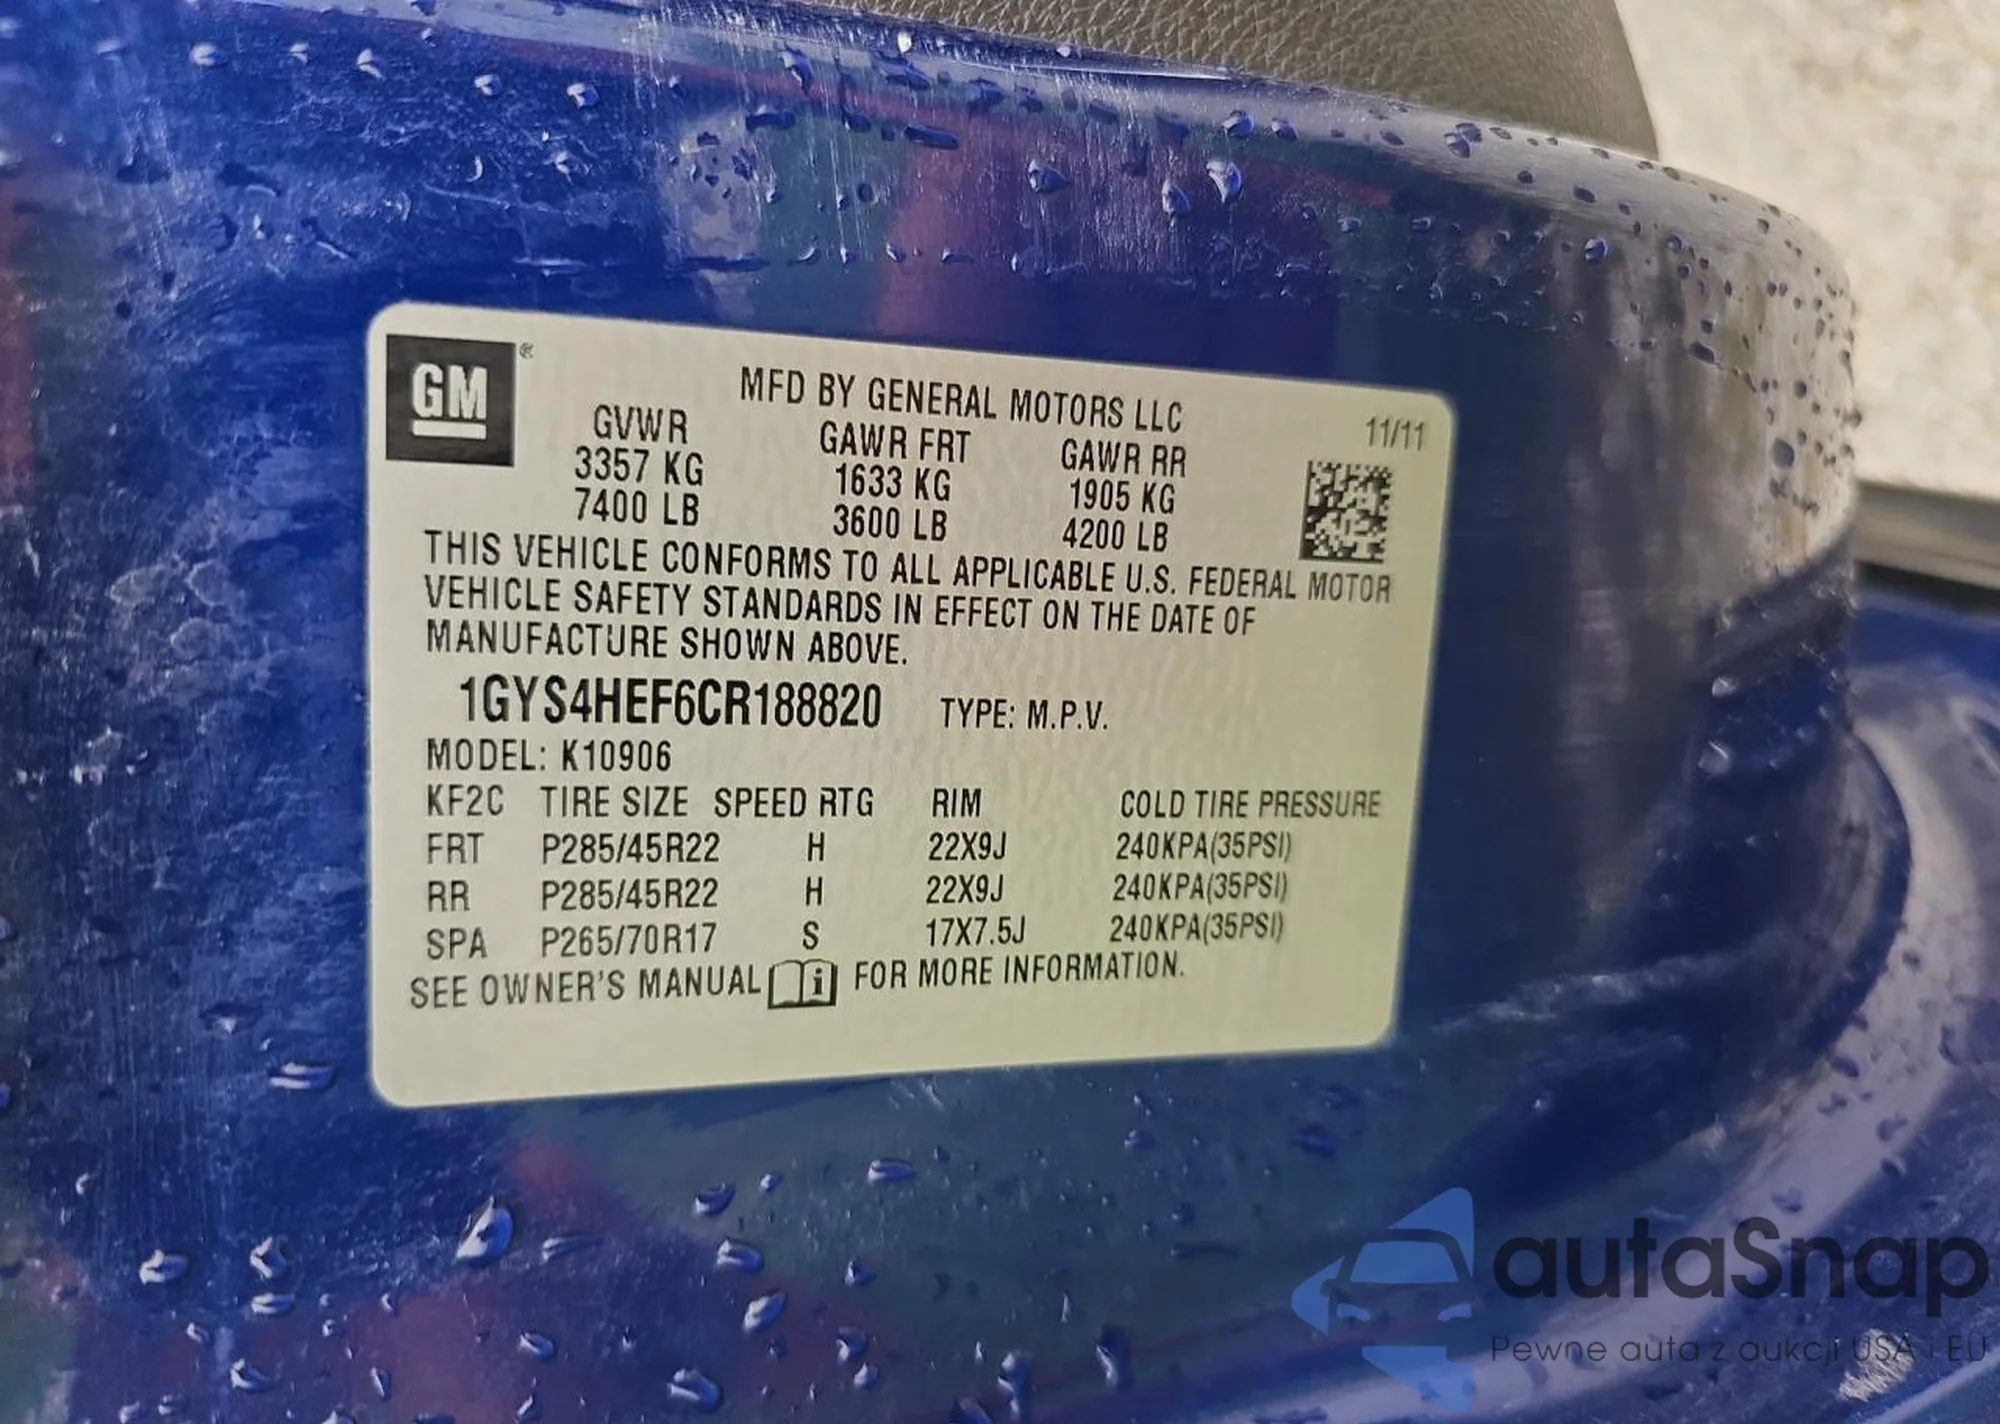 GM ®
MFD BY GENERAL MOTORS LLC
11/11
GVWR GAWR FRT GAWR RR
3357 KG 1633 KG 1905 KG
7400 LB 3600 LB 4200 LB
THIS VEHICLE CONFORMS TO ALL APPLICABLE U.S. FEDERAL MOTOR
VEHICLE SAFETY STANDARDS IN EFFECT ON THE DATE OF
MANUFACTURE SHOWN ABOVE.
1GYS4HEF6CR188820 TYPE: M.P.V.
MODEL: K10906
KF2C TIRE SIZE SPEED RTG RIM COLD TIRE PRESSURE
FRT P285/45R22 H 22X9J 240KPA(35PSI)
RR P285/45R22 H 22X9J 240KPA(35PSI)
SPA P265/70R17 S 17X7.5J 240KPA(35PSI)
SEE OWNER'S MANUAL i FOR MORE INFORMATION.
autaSnap
Pewne auta z aukcji USA i EU